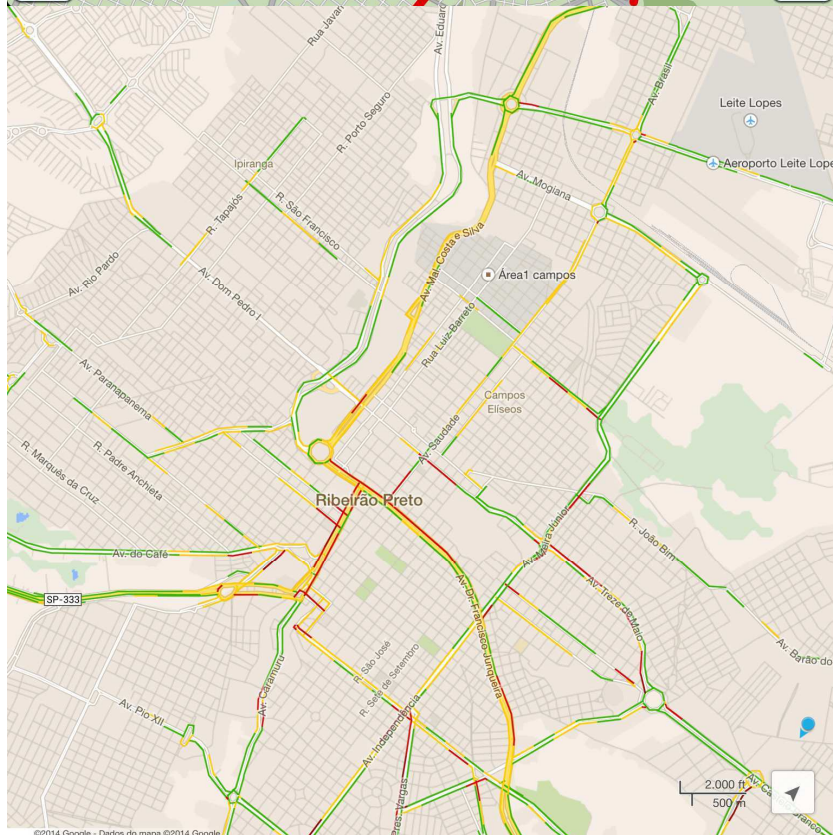 Rua Javari
Av. Eduard
Av. Brasil
Leite Lopes
R. Porto Seguro
Ipiranga
Aeroporto Leite Lope
Av. Mogiana
R. Tapajós
R. São Francisco
Av. Mal. Costa e Silva
Av. Rio Pardo
Área1 campos
Av. Dom Pedro I
Rua Luiz Barreto
Av. Paranapanema
Campos
Elíseos
Av. Saudade
R. Padre Anchieta
R. Marquês da Cruz
Ribeirão Preto
R. João Bim
Av. Meira Júnior
Av. do Café
SP-333
Av. Treze de Maio
Av. Dr. Francisco Junqueira
Av. Barão do
R. São José
R. Sete de Setembro
Av. Caramuru
Av. Pio XII
Av. Independência
2.000 ft
500 m
©2014 Google - Dados do mapa ©2014 Google